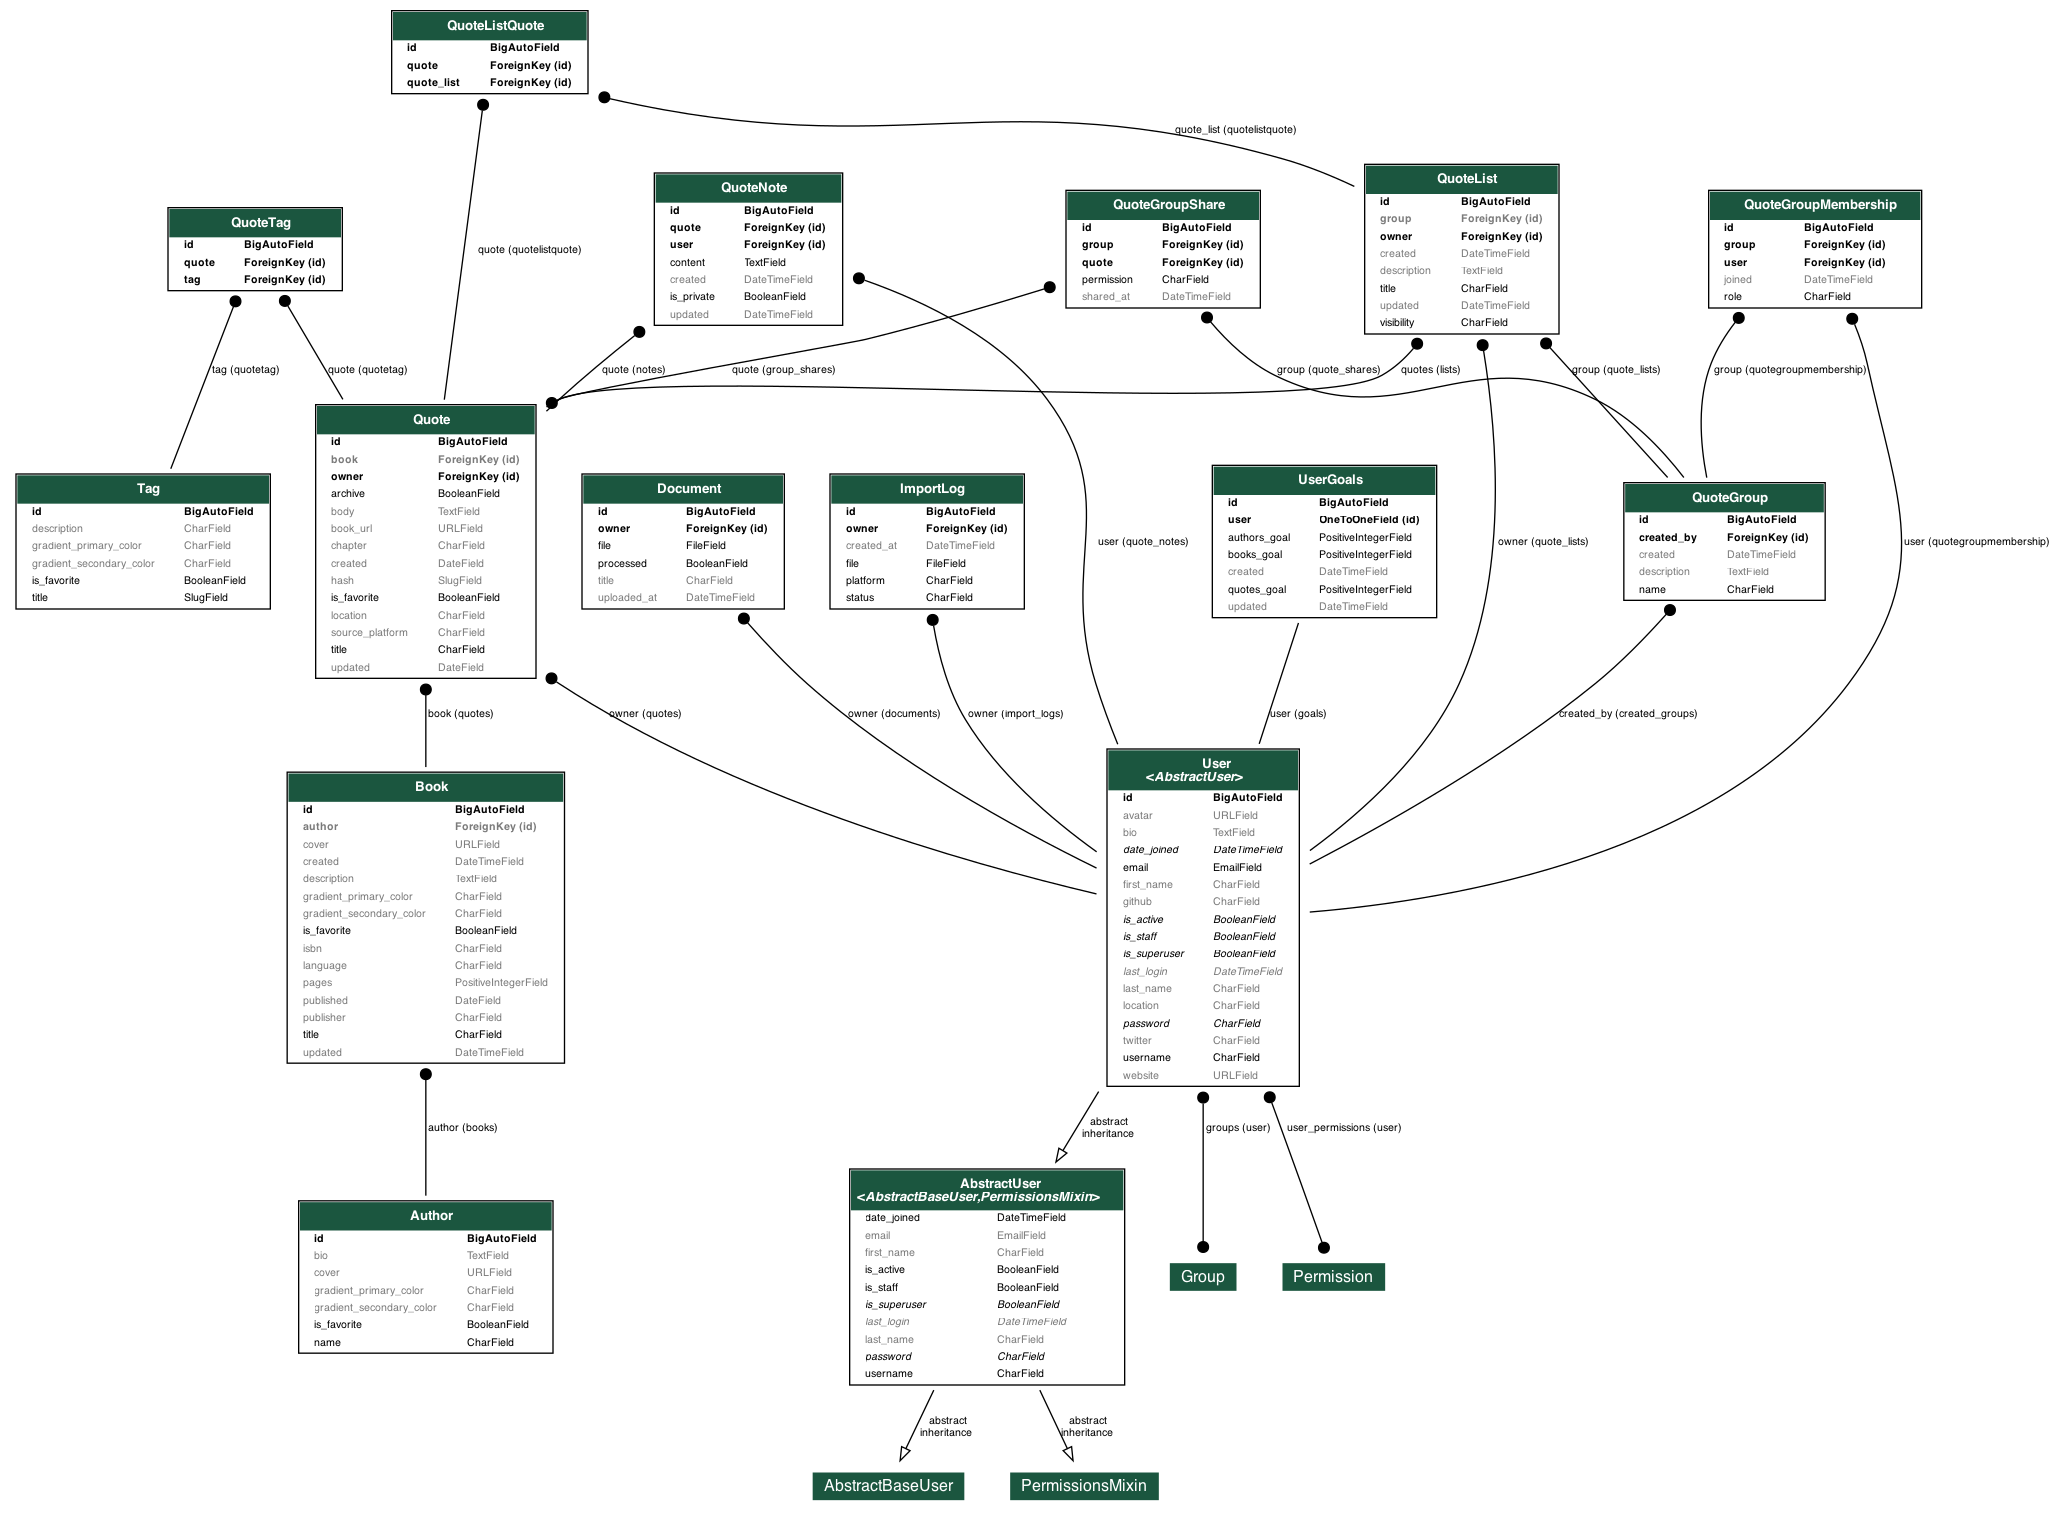 QuoteListQuote
id BigAutoField
quote ForeignKey (id)
quote_list ForeignKey (id)
quote_list (quotelistquote)
quote (quotelistquote)
QuoteTag
id BigAutoField
quote ForeignKey (id)
tag ForeignKey (id)
QuoteNote
id BigAutoField
quote ForeignKey (id)
user ForeignKey (id)
content TextField
created DateTimeField
is_private BooleanField
updated DateTimeField
QuoteGroupShare
id BigAutoField
group ForeignKey (id)
quote ForeignKey (id)
permission CharField
shared_at DateTimeField
QuoteList
id BigAutoField
group ForeignKey (id)
owner ForeignKey (id)
created DateTimeField
description TextField
title CharField
updated DateTimeField
visibility CharField
QuoteGroupMembership
id BigAutoField
group ForeignKey (id)
user ForeignKey (id)
joined DateTimeField
role CharField
tag (quotetag)
quote (quotetag)
quote (notes)
quote (group_shares)
group (quote_shares)
quotes (lists)
group (quote_lists)
group (quotegroupmembership)
Tag
id BigAutoField
description CharField
gradient_primary_color CharField
gradient_secondary_color CharField
is_favorite BooleanField
title SlugField
Quote
id BigAutoField
book ForeignKey (id)
owner ForeignKey (id)
archive BooleanField
body TextField
book_url URLField
chapter CharField
created DateField
hash SlugField
is_favorite BooleanField
location CharField
source_platform CharField
title CharField
updated DateField
Document
id BigAutoField
owner ForeignKey (id)
file FileField
processed BooleanField
title CharField
uploaded_at DateTimeField
ImportLog
id BigAutoField
owner ForeignKey (id)
created_at DateTimeField
file FileField
platform CharField
status CharField
user (quote_notes)
UserGoals
id BigAutoField
user OneToOneField (id)
authors_goal PositiveIntegerField
books_goal PositiveIntegerField
created DateTimeField
quotes_goal PositiveIntegerField
updated DateTimeField
owner (quote_lists)
QuoteGroup
id BigAutoField
created_by ForeignKey (id)
created DateTimeField
description TextField
name CharField
user (quotegroupmembership)
book (quotes)
owner (quotes)
owner (documents)
owner (import_logs)
user (goals)
created_by (created_groups)
Book
id BigAutoField
author ForeignKey (id)
cover URLField
created DateTimeField
description TextField
gradient_primary_color CharField
gradient_secondary_color CharField
is_favorite BooleanField
isbn CharField
language CharField
pages PositiveIntegerField
published DateField
publisher CharField
title CharField
updated DateTimeField
User
<AbstractUser>
id BigAutoField
avatar URLField
bio TextField
date_joined DateTimeField
email EmailField
first_name CharField
github CharField
is_active BooleanField
is_staff BooleanField
is_superuser BooleanField
last_login DateTimeField
last_name CharField
location CharField
password CharField
twitter CharField
username CharField
website URLField
author (books)
abstract
inheritance
groups (user)
user_permissions (user)
Author
id BigAutoField
bio TextField
cover URLField
gradient_primary_color CharField
gradient_secondary_color CharField
is_favorite BooleanField
name CharField
AbstractUser
<AbstractBaseUser,PermissionsMixin>
date_joined DateTimeField
email EmailField
first_name CharField
is_active BooleanField
is_staff BooleanField
is_superuser BooleanField
last_login DateTimeField
last_name CharField
password CharField
username CharField
Group
Permission
abstract
inheritance
abstract
inheritance
AbstractBaseUser
PermissionsMixin